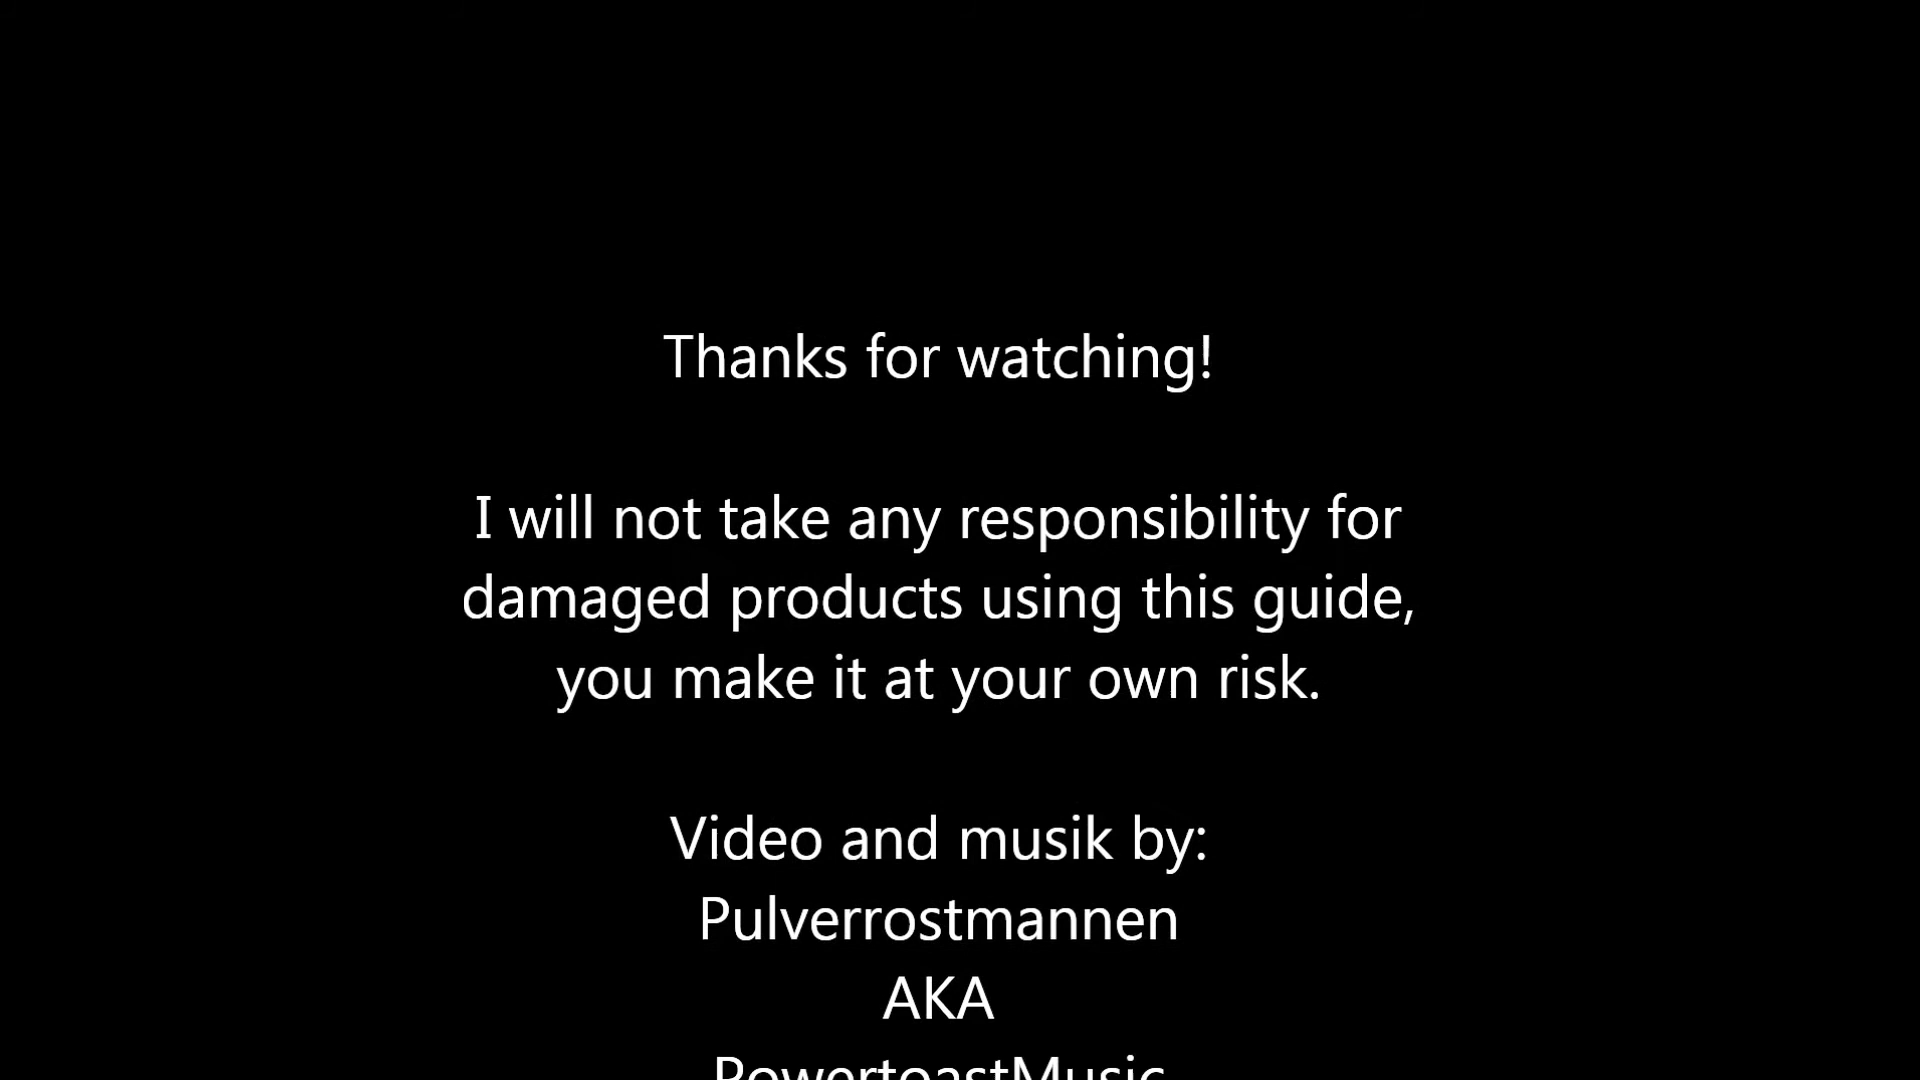 Thanks for watching!
I will not take any responsibility for
damaged products using this guide,
you make it at your own risk.
Video and musik by:
Pulverrostmannen
AKA
PowertoastMusic